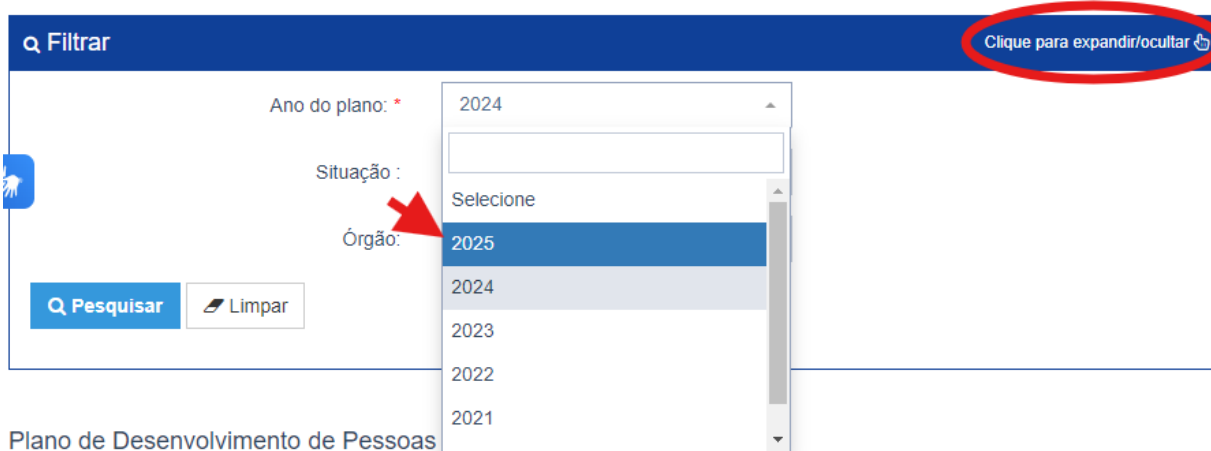 Filtrar
Clique para expandir/ocultar
Ano do plano: *
2024
Situação :
Selecione
Órgão:
2025
2024
Pesquisar
Limpar
2023
2022
2021
Plano de Desenvolvimento de Pessoas